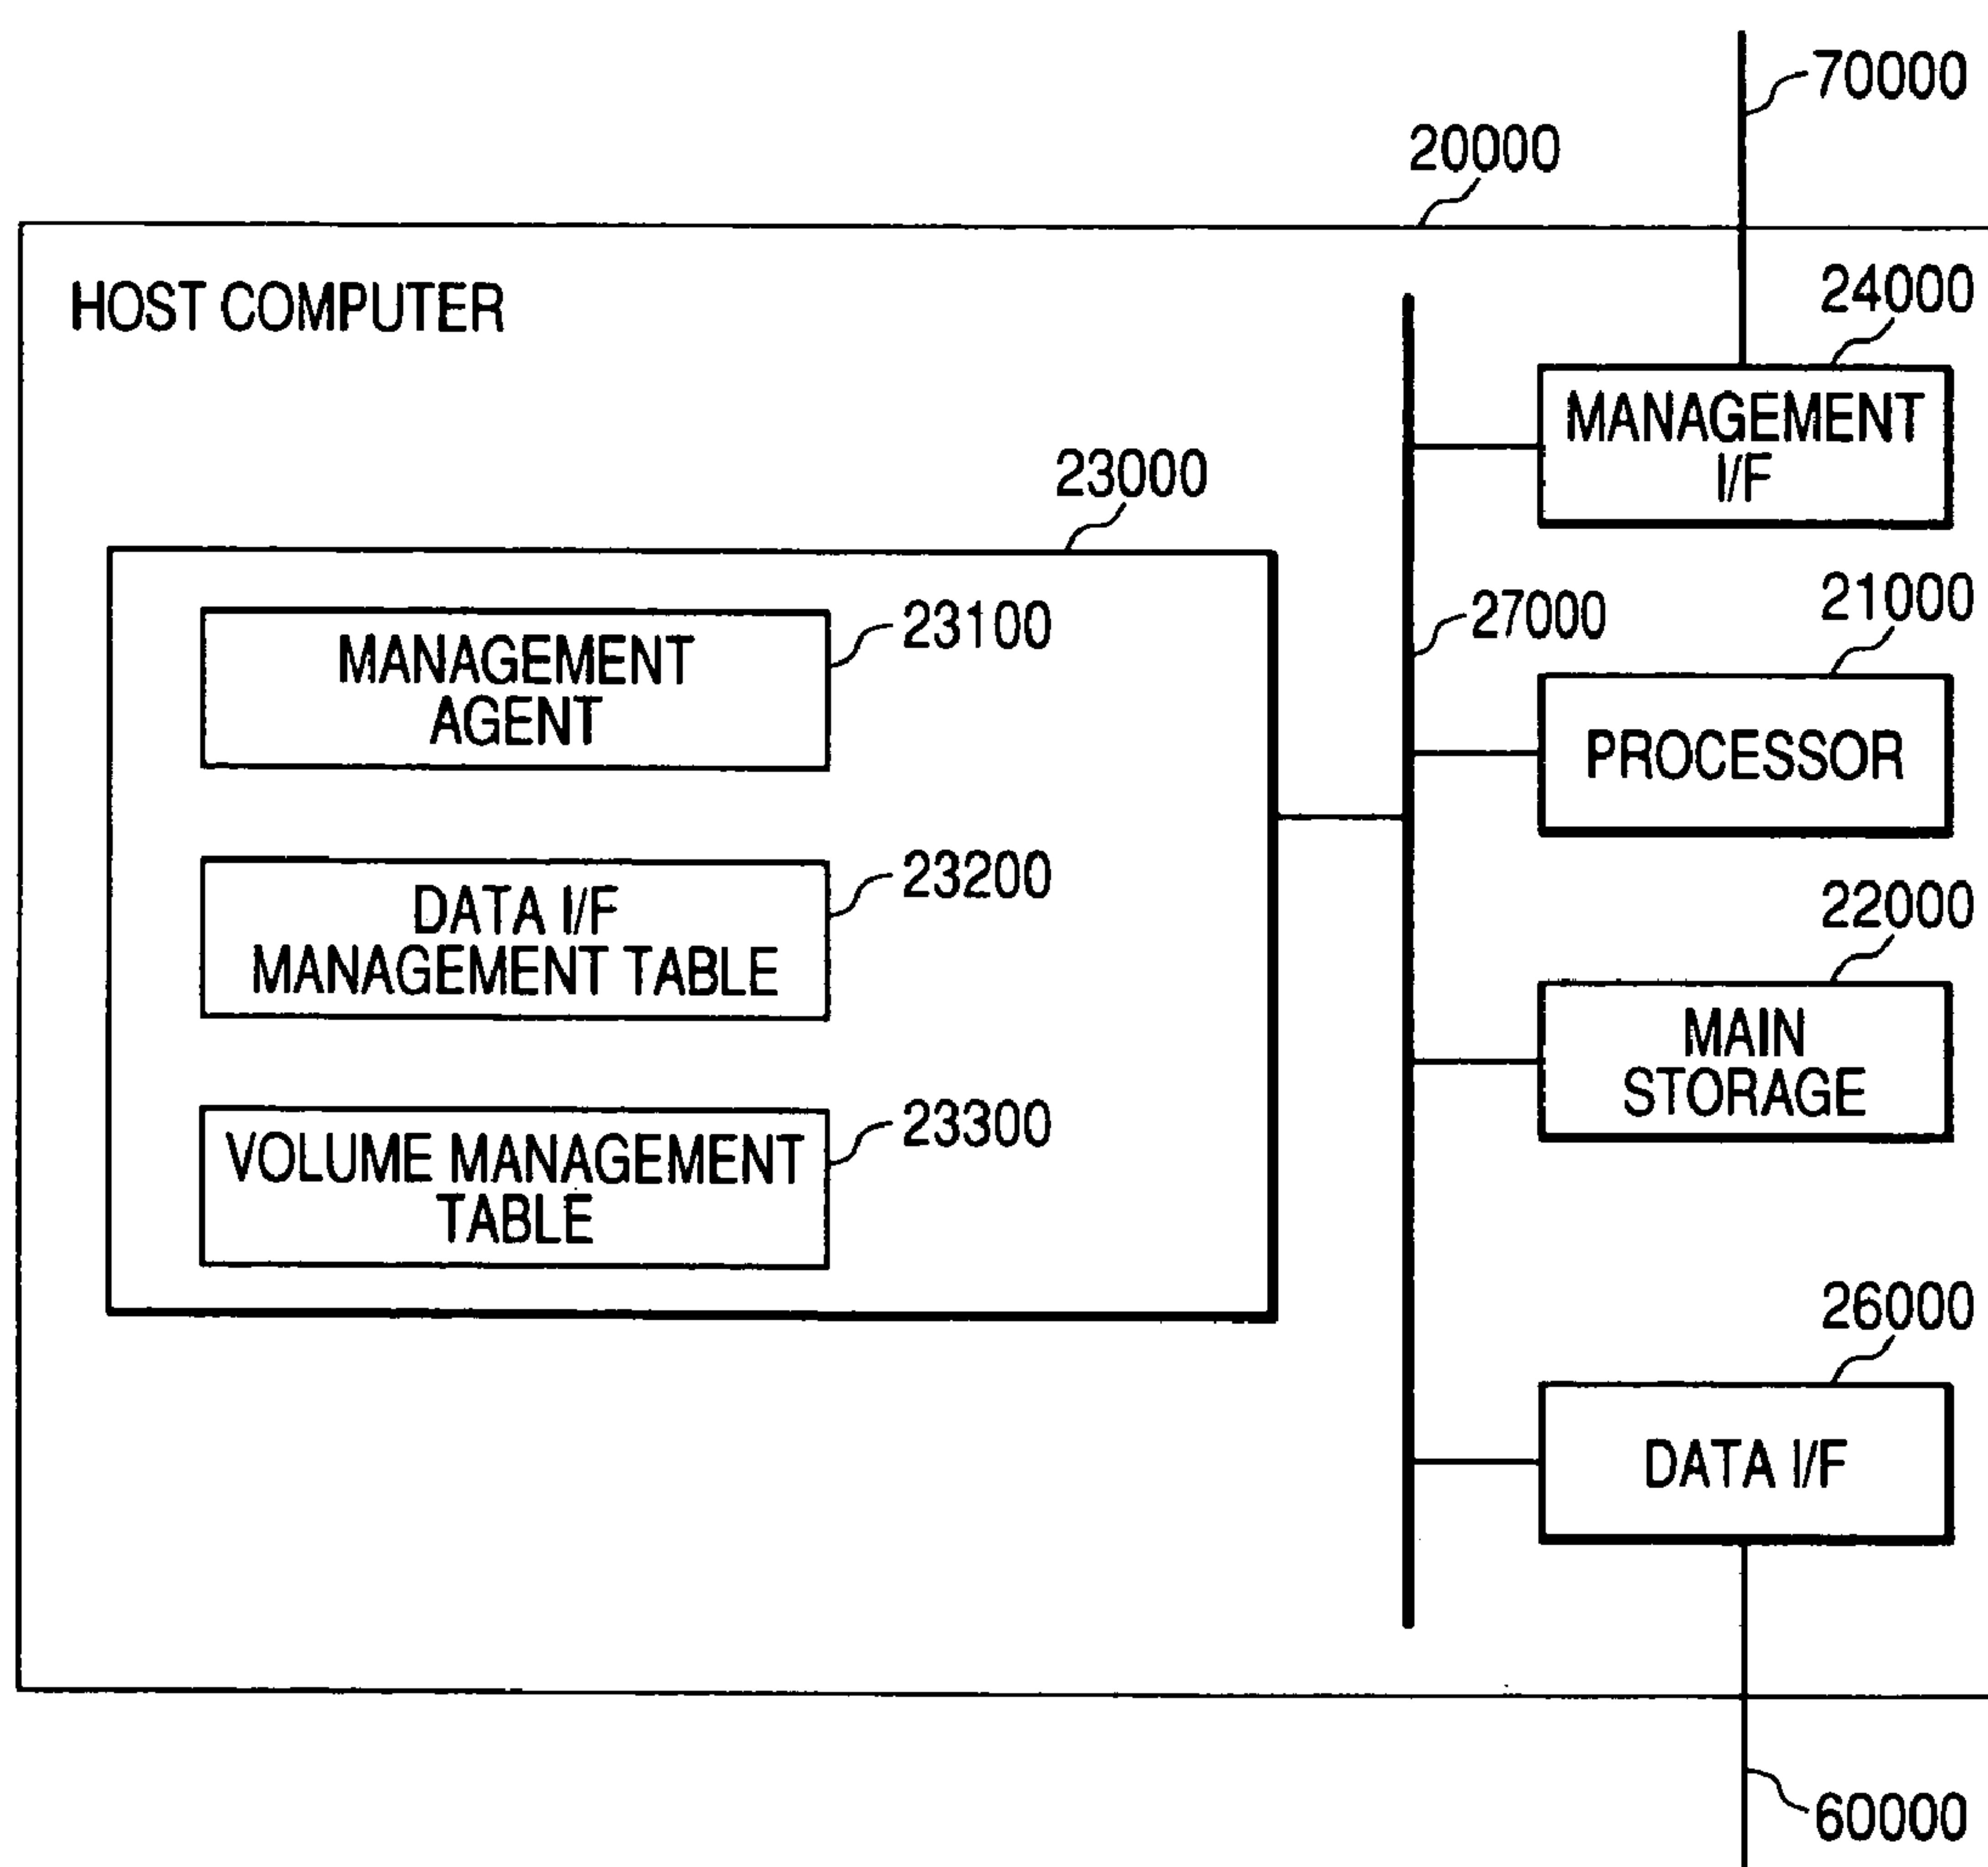 70000
20000
HOST COMPUTER
24000
MANAGEMENT
I/F
23000
23100
MANAGEMENT
AGENT
27000
21000
PROCESSOR
23200
DATA I/F
MANAGEMENT TABLE
22000
MAIN
STORAGE
23300
VOLUME MANAGEMENT
TABLE
26000
DATA I/F
60000